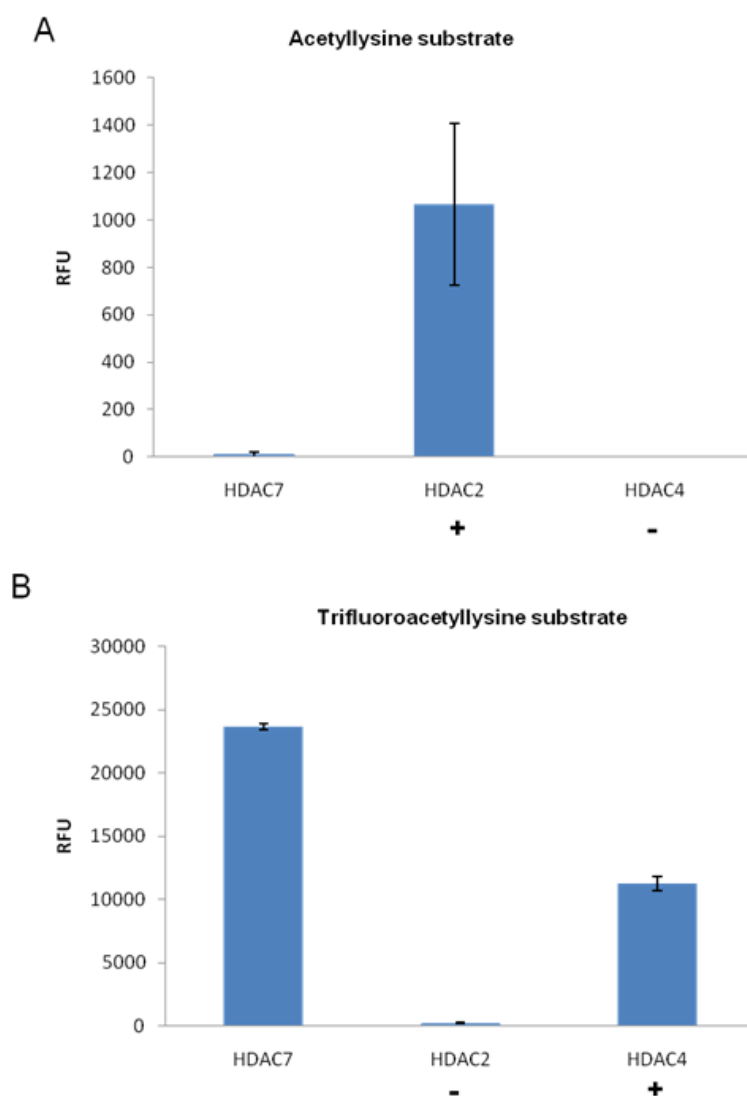 A
Acetyllysine substrate
1600
1400
1200
1000
800
600
400
200
0
RFU
HDAC7 HDAC2 HDAC4
+ -
B
Trifluoroacetyllysine substrate
30000
25000
20000
15000
10000
5000
0
RFU
HDAC7 HDAC2 HDAC4
- +